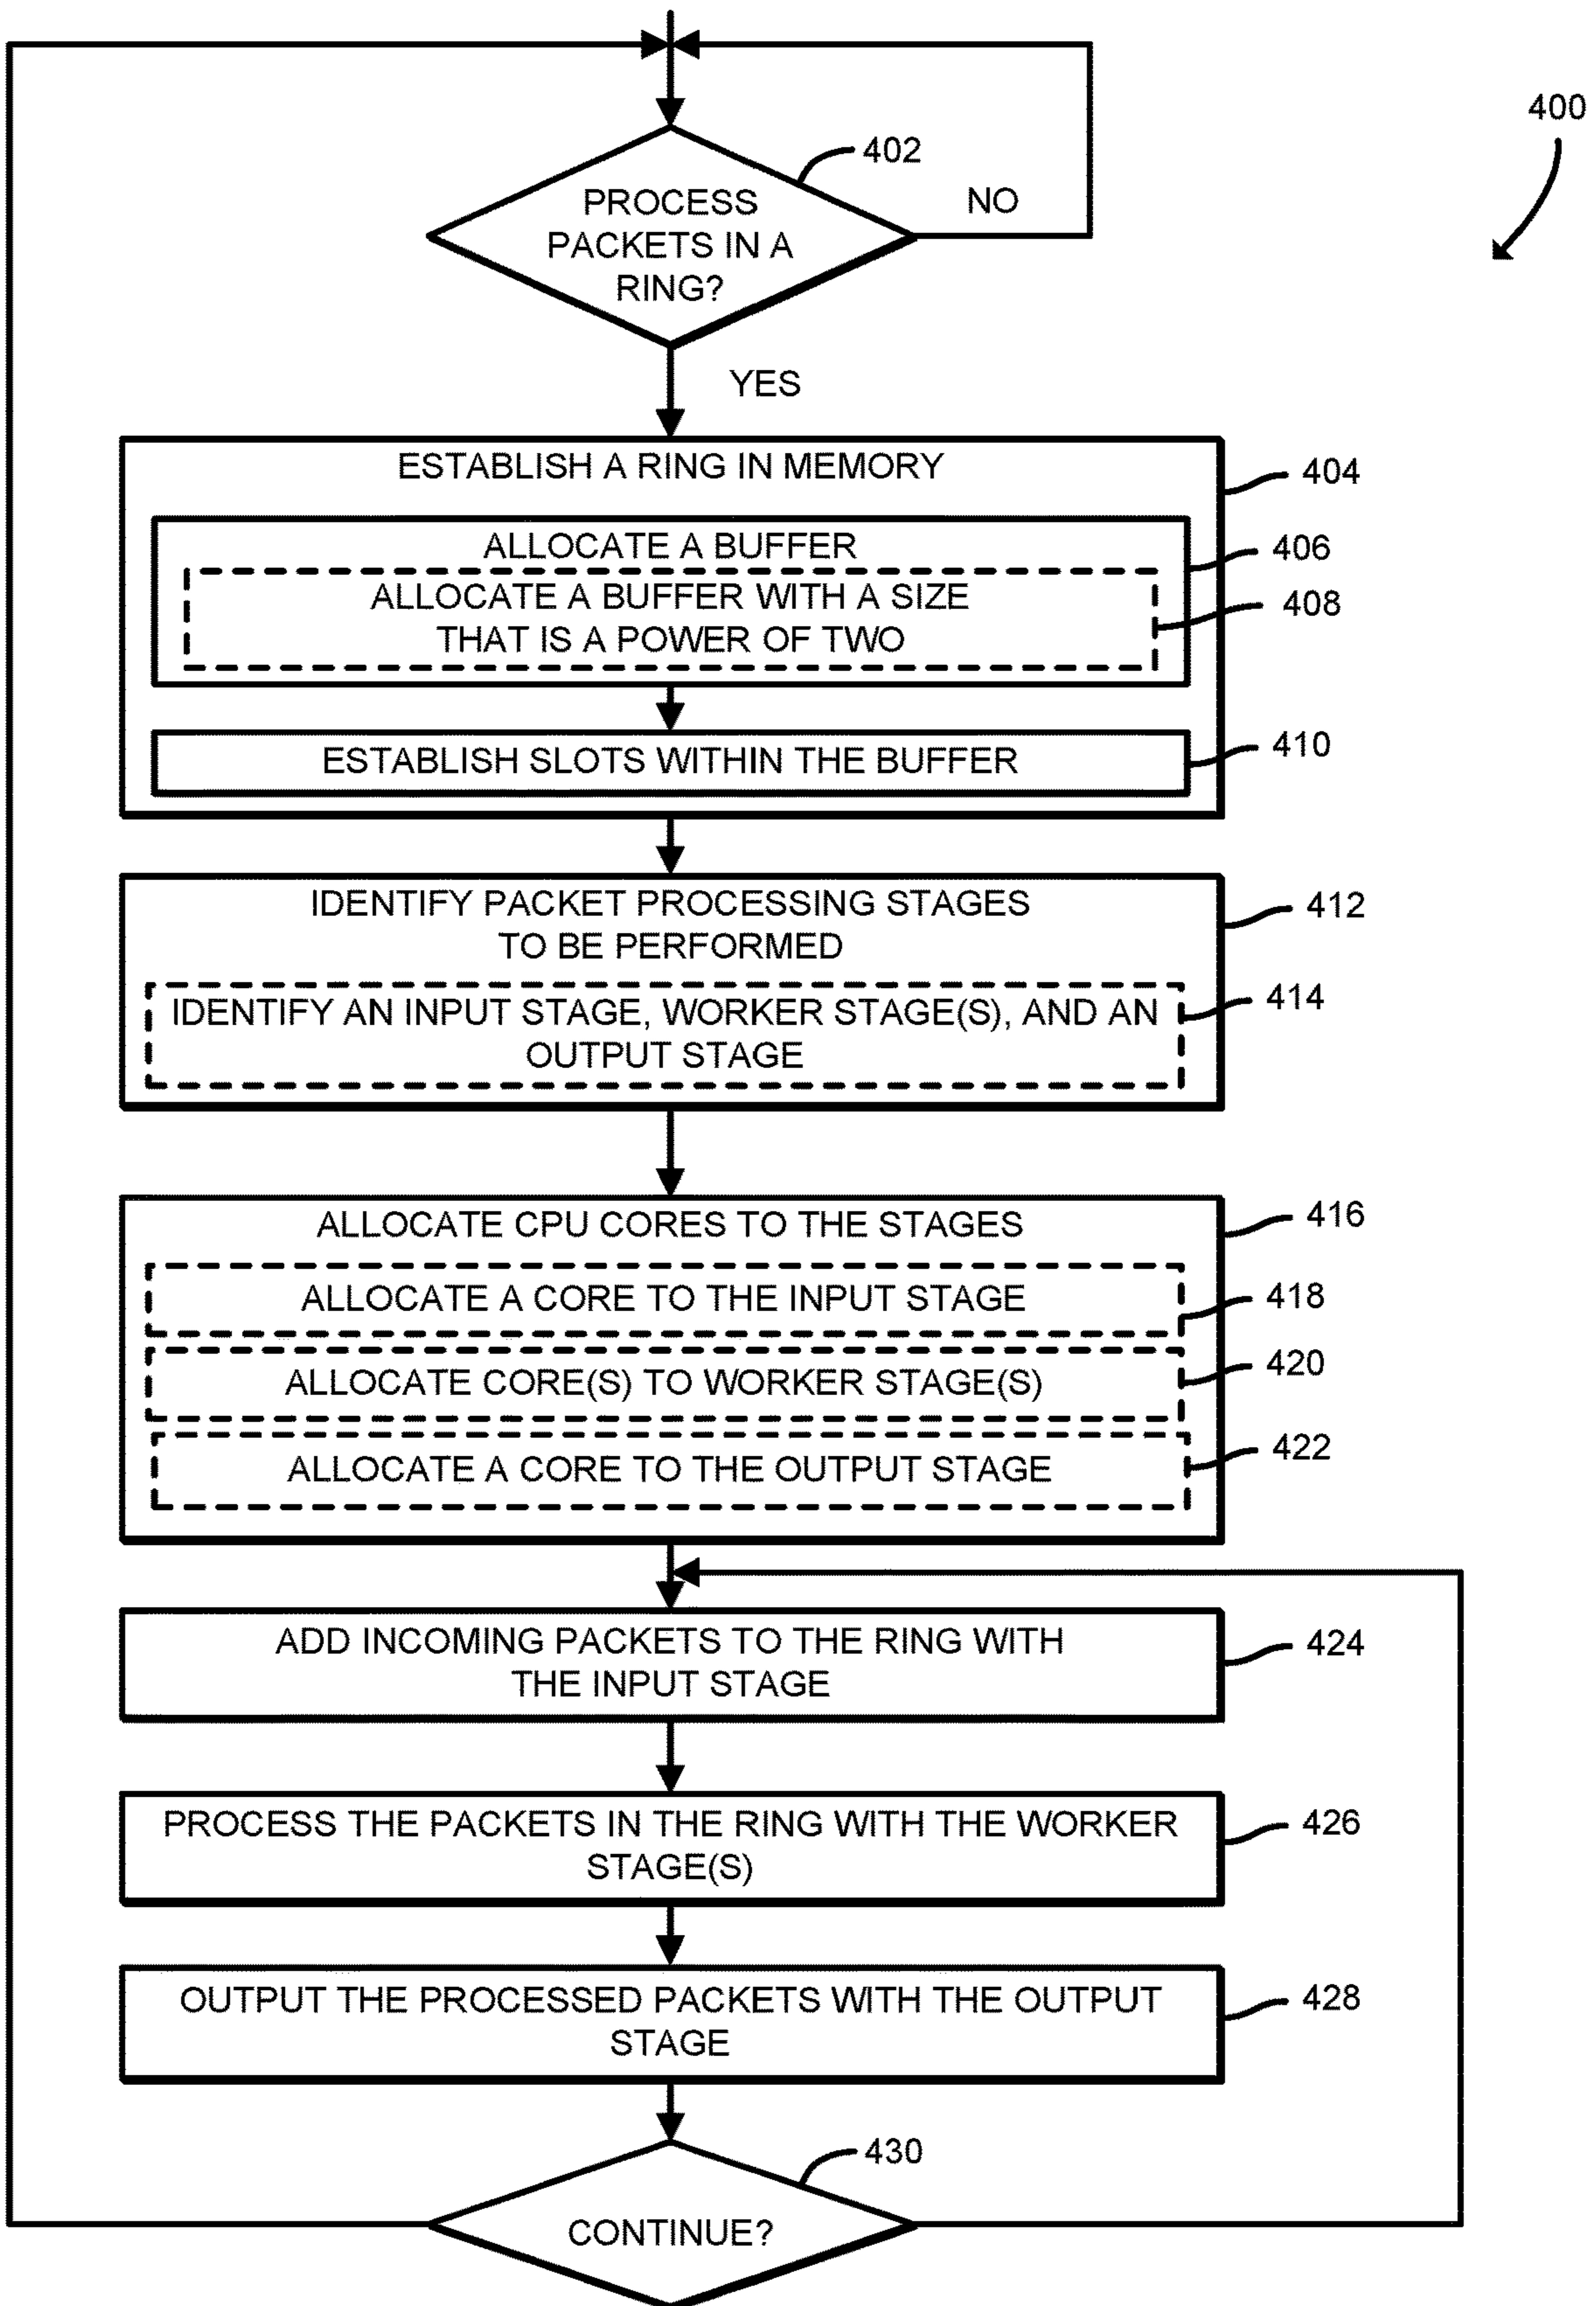 400
402
PROCESS
PACKETS IN A
RING?
NO
YES
ESTABLISH A RING IN MEMORY
404
ALLOCATE A BUFFER
406
ALLOCATE A BUFFER WITH A SIZE
THAT IS A POWER OF TWO
408
ESTABLISH SLOTS WITHIN THE BUFFER
410
IDENTIFY PACKET PROCESSING STAGES
TO BE PERFORMED
412
IDENTIFY AN INPUT STAGE, WORKER STAGE(S), AND AN
OUTPUT STAGE
414
ALLOCATE CPU CORES TO THE STAGES
416
ALLOCATE A CORE TO THE INPUT STAGE
418
ALLOCATE CORE(S) TO WORKER STAGE(S)
420
ALLOCATE A CORE TO THE OUTPUT STAGE
422
ADD INCOMING PACKETS TO THE RING WITH
THE INPUT STAGE
424
PROCESS THE PACKETS IN THE RING WITH THE WORKER
STAGE(S)
426
OUTPUT THE PROCESSED PACKETS WITH THE OUTPUT
STAGE
428
430
CONTINUE?